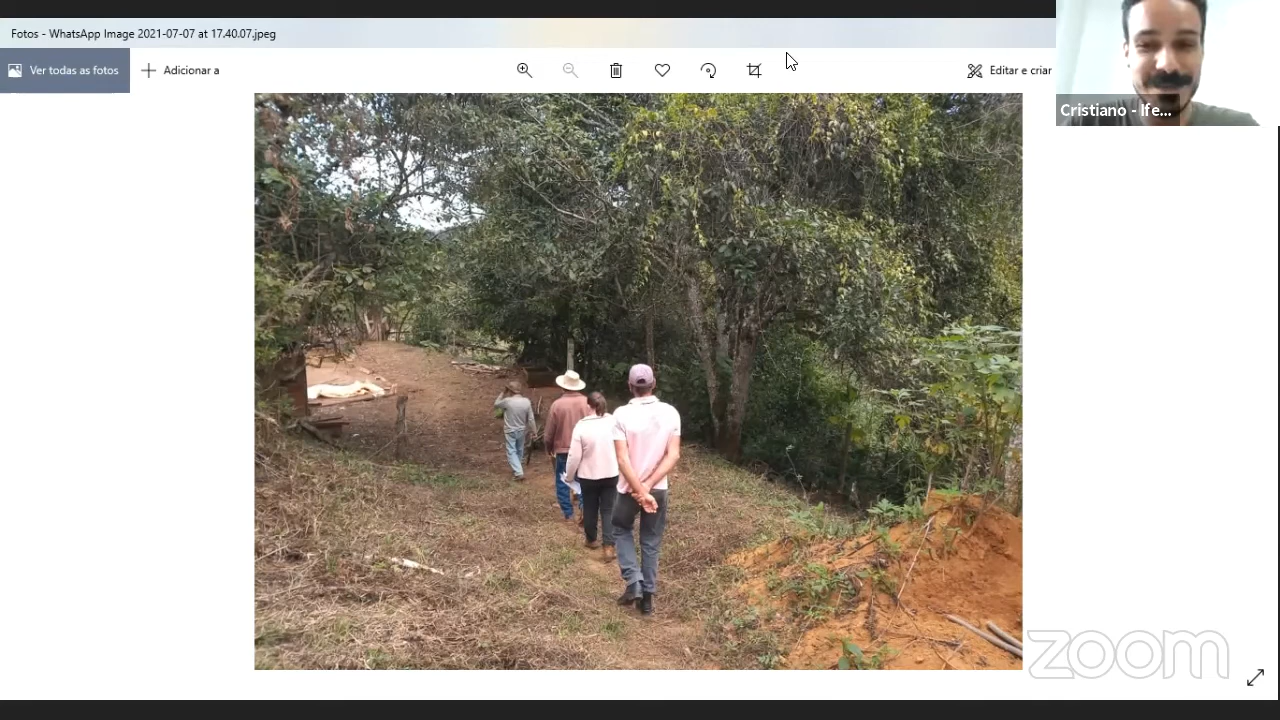 Fotos - WhatsApp Image 2021-07-07 at 17.40.07.jpeg
Ver todas as fotos
Adicionar a
Editar e criar
Cristiano - Ife...
zoom